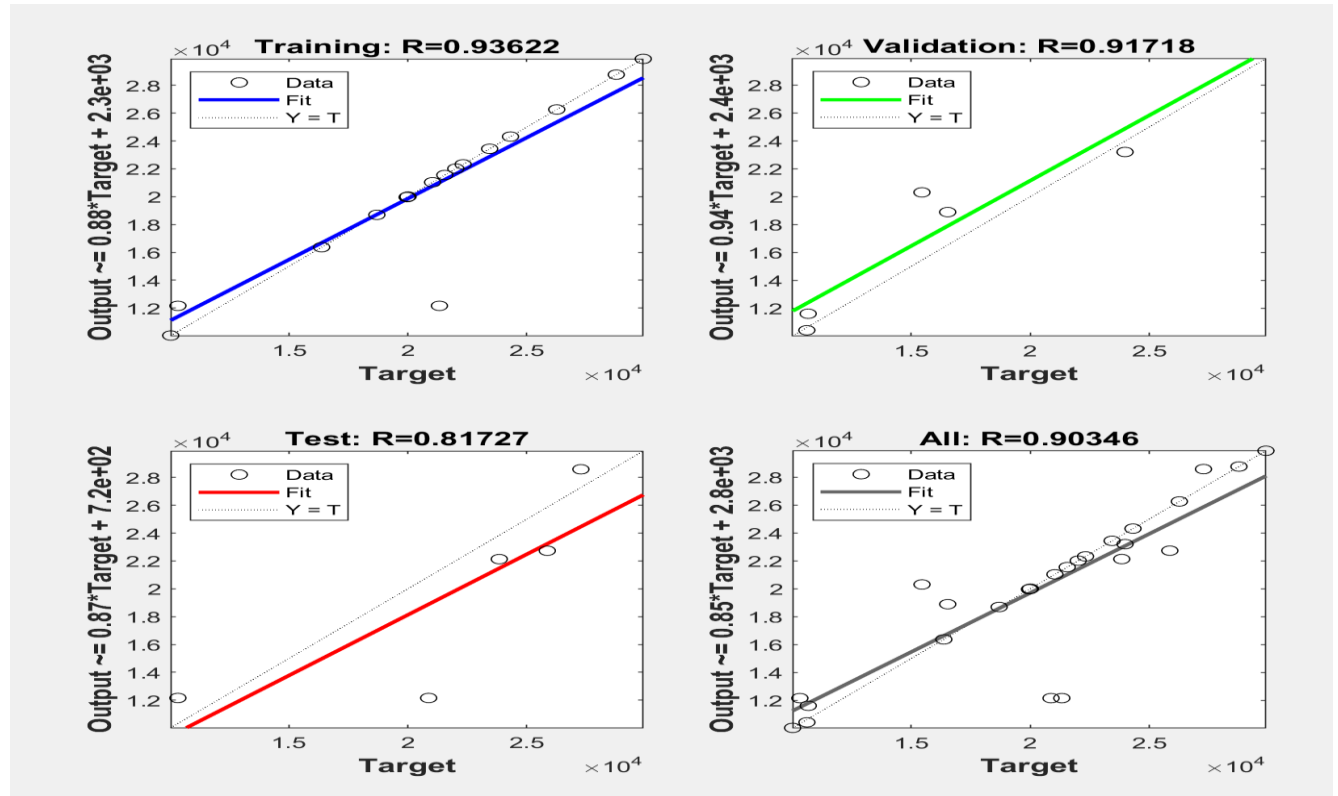 ×10⁴
Training: R=0.93622
Output ~= 0.88*Target + 2.3e+03
Data
Fit
Y = T
2.8
2.6
2.4
2.2
2
1.8
1.6
1.4
1.2
1.5
2
2.5
Target
×10⁴
×10⁴
Validation: R=0.91718
Output ~= 0.94*Target + 2.4e+03
Data
Fit
Y = T
2.8
2.6
2.4
2.2
2
1.8
1.6
1.4
1.2
1.5
2
2.5
Target
×10⁴
×10⁴
Test: R=0.81727
Output ~= 0.87*Target + 7.2e+02
Data
Fit
Y = T
2.8
2.6
2.4
2.2
2
1.8
1.6
1.4
1.2
1.5
2
2.5
Target
×10⁴
×10⁴
All: R=0.90346
Output ~= 0.85*Target + 2.8e+03
Data
Fit
Y = T
2.8
2.6
2.4
2.2
2
1.8
1.6
1.4
1.2
1.5
2
2.5
Target
×10⁴